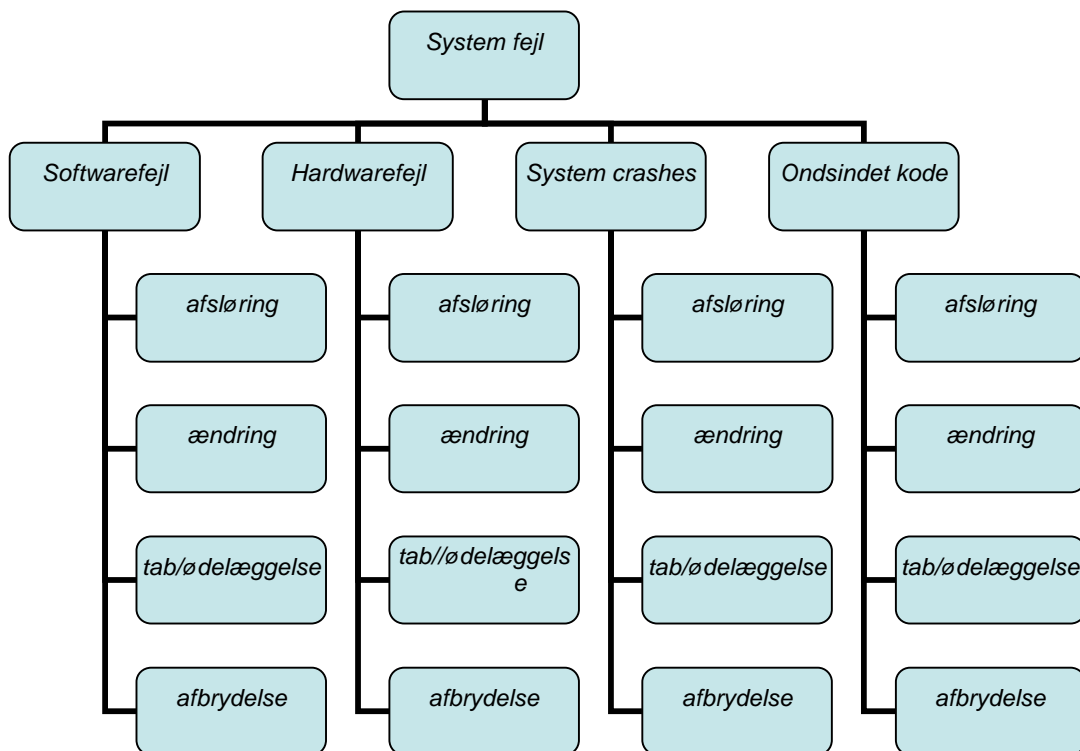 System fejl
Softwarefejl
Hardwarefejl
System crashes
Ondsindet kode
afsløring
afsløring
afsløring
afsløring
ændring
ændring
ændring
ændring
tab/ødelæggelse
tab//ødelæggels
e
tab/ødelæggelse
tab/ødelæggelse
afbrydelse
afbrydelse
afbrydelse
afbrydelse